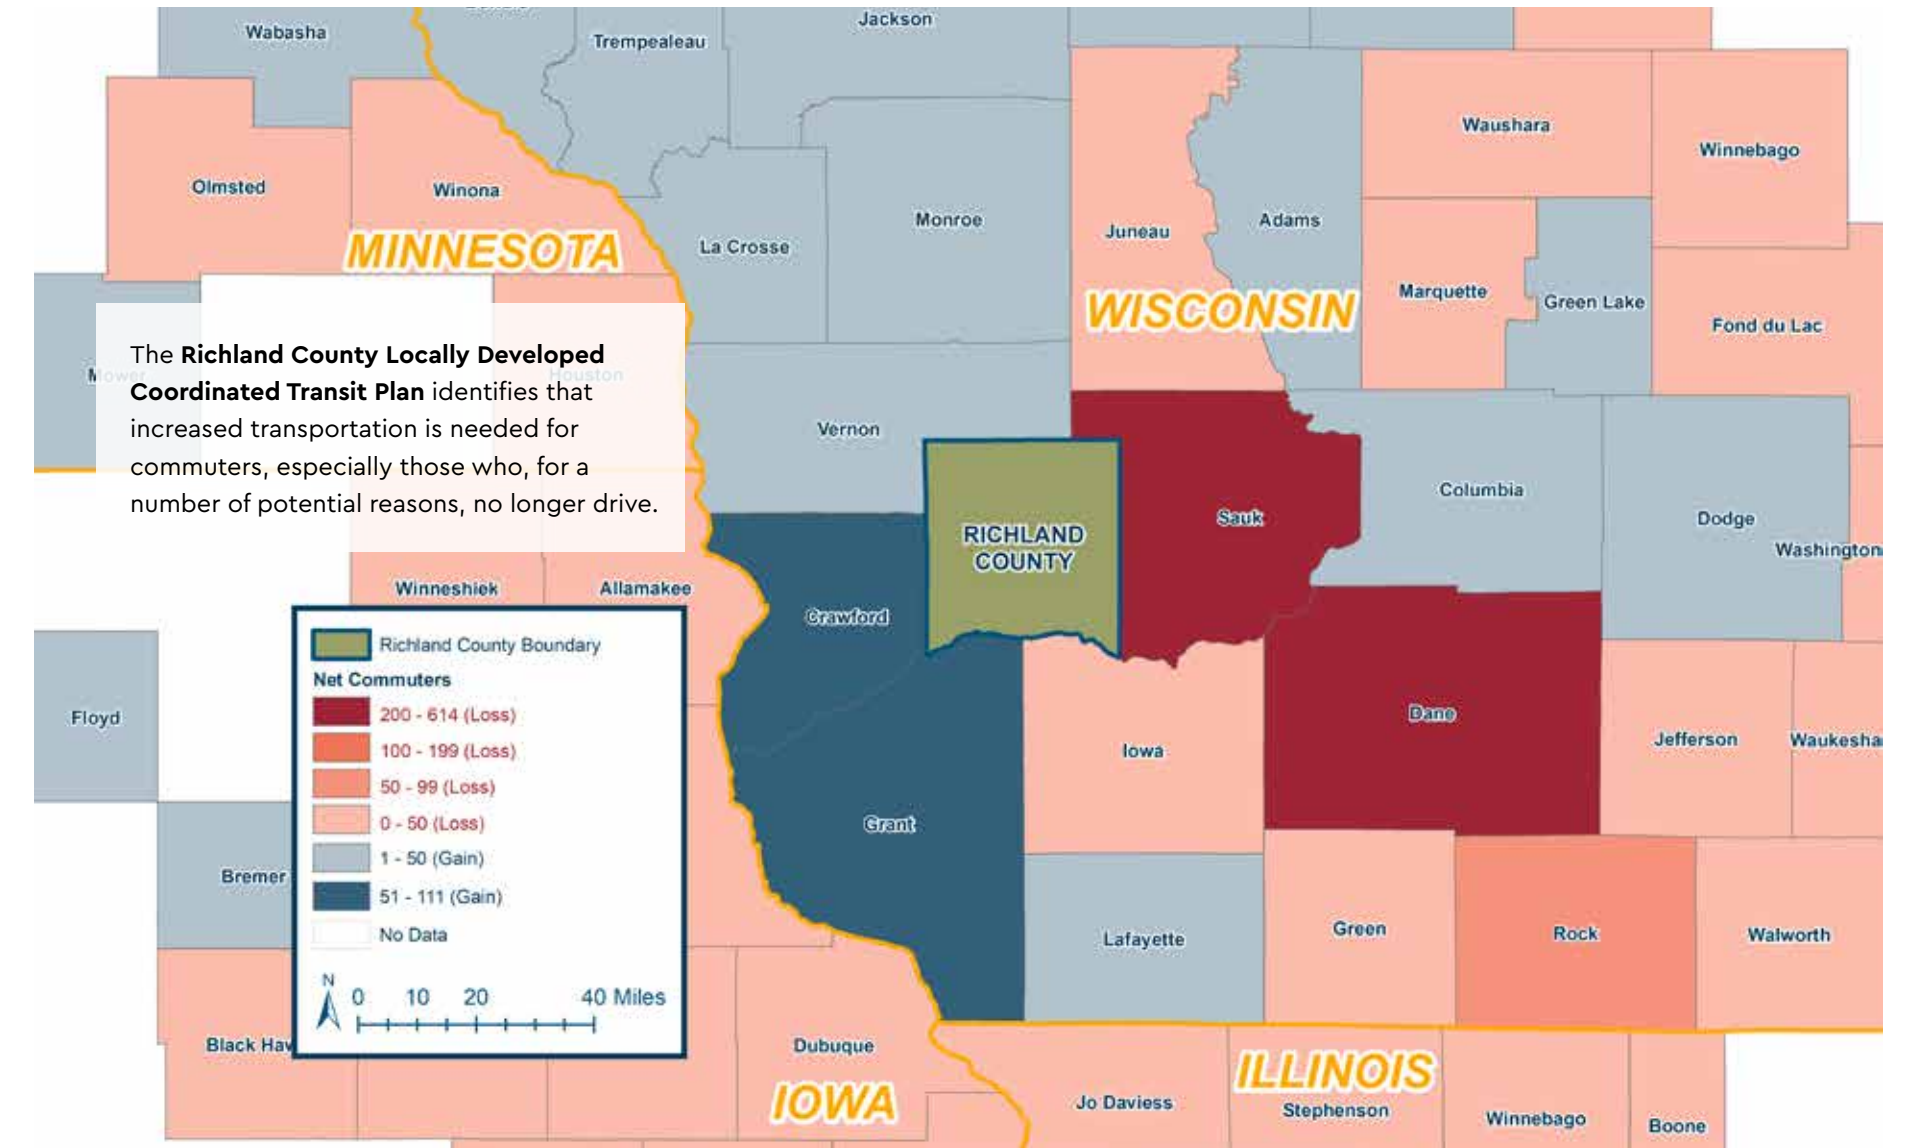 Wabasha
Trempealeau
Jackson
Olmsted
Winona
MINNESOTA
La Crosse
Monroe
Juneau
Adams
Waushara
Winnebago
WISCONSIN
Marquette
Green Lake
Fond du Lac
Mower
Houston
The Richland County Locally Developed
Coordinated Transit Plan identifies that
increased transportation is needed for
commuters, especially those who, for a
number of potential reasons, no longer drive.
Vernon
RICHLAND
COUNTY
Sauk
Columbia
Dodge
Washington
Winneshiek
Allamakee
Crawford
Floyd
Richland County Boundary
Net Commuters
200 - 614 (Loss)
100 - 199 (Loss)
50 - 99 (Loss)
0 - 50 (Loss)
1 - 50 (Gain)
51 - 111 (Gain)
No Data
N
0 10 20 40 Miles
Dane
Iowa
Jefferson
Waukesha
Grant
Bremer
Lafayette
Green
Rock
Walworth
Black Haw
Dubuque
IOWA
Jo Daviess
ILLINOIS
Stephenson
Winnebago
Boone